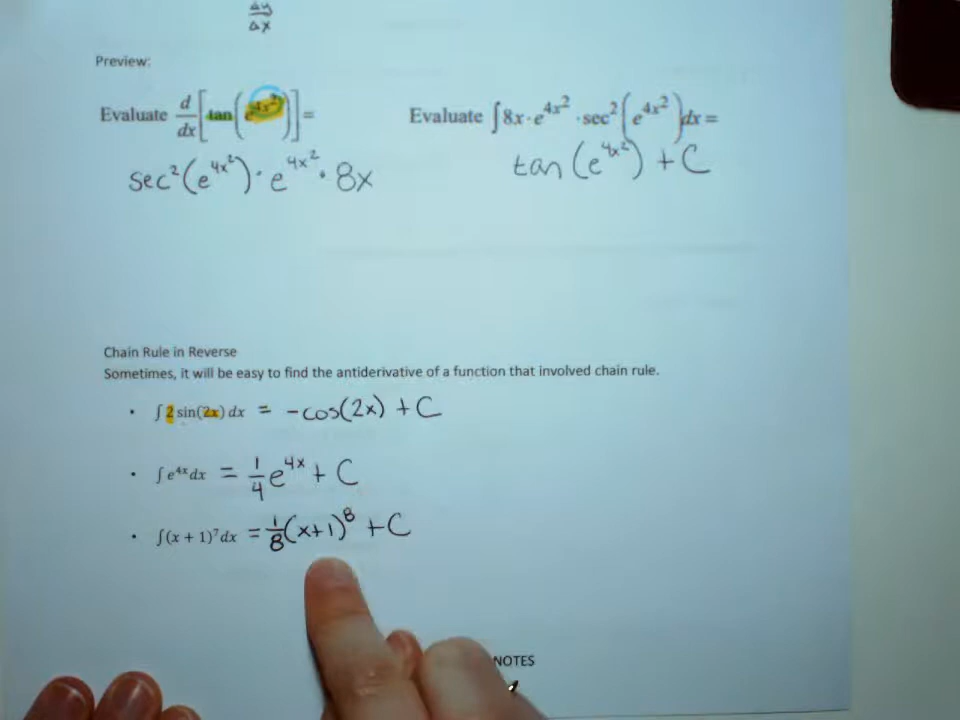 Δy
Δx
Preview:
Evaluate d/dx [tan(e^{4x²})] =
sec²(e^{4x²}) · e^{4x²} · 8x
Evaluate ∫8x·e^{4x²} ·sec²(e^{4x²})dx =
tan(e^{4x²}) + C
Chain Rule in Reverse
Sometimes, it will be easy to find the antiderivative of a function that involved chain rule.
• ∫2 sin(2x) dx = -cos(2x) + C
• ∫e^{4x}dx = 1/4 e^{4x} + C
• ∫(x + 1)⁷dx = 1/8 (x+1)⁸ + C
NOTES